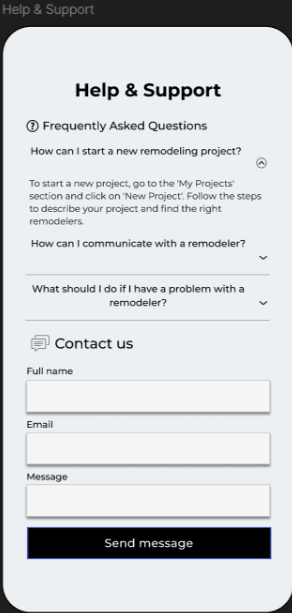 Help & Support
Help & Support
Frequently Asked Questions
How can I start a new remodeling project?
To start a new project, go to the 'My Projects'
section and click on 'New Project'. Follow the steps
to describe your project and find the right
remodelers.
How can I communicate with a remodeler?
What should I do if I have a problem with a
remodeler?
Contact us
Full name
Email
Message
Send message